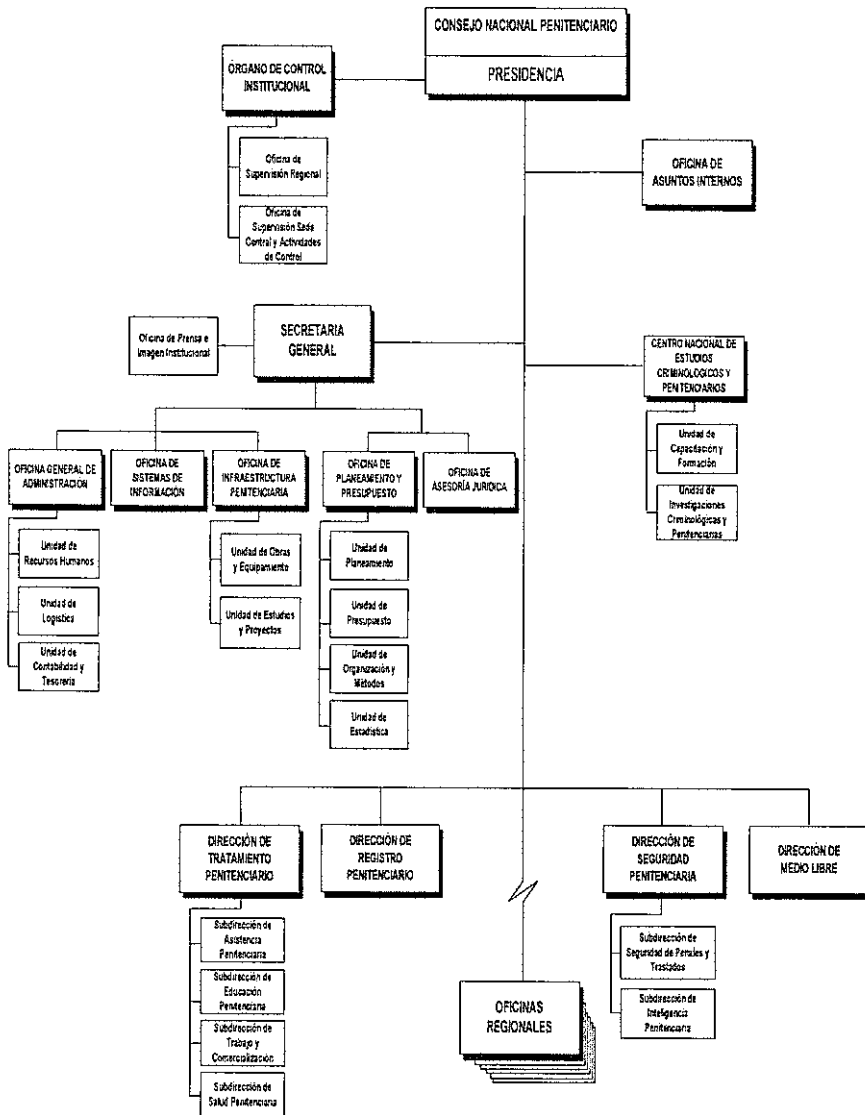 CONSEJO NACIONAL PENITENCIARIO
PRESIDENCIA
ÓRGANO DE CONTROL
INSTITUCIONAL
Oficina de
Supervisión Regional
Oficina de
Supervisión Sede
Central y Actividades
de Control
OFICINA DE
ASUNTOS INTERNOS
Oficina de Prensa e
Imagen Institucional
SECRETARIA
GENERAL
CENTRO NACIONAL DE
ESTUDIOS
CRIMINOLÓGICOS Y
PENITENCIARIOS
Unidad de
Capacitación y
Formación
Unidad de
Investigaciones
Criminológicas y
Penitenciarias
OFICINA GENERAL DE
ADMINISTRACIÓN
OFICINA DE
SISTEMAS DE
INFORMACIÓN
OFICINA DE
INFRAESTRUCTURA
PENITENCIARIA
OFICINA DE
PLANEAMIENTO Y
PRESUPUESTO
OFICINA DE
ASESORÍA JURIDICA
Unidad de
Recursos Humanos
Unidad de
Logística
Unidad de
Contabilidad y
Tesorería
Unidad de Obras
y Equipamiento
Unidad de Estudios
y Proyectos
Unidad de
Planeamiento
Unidad de
Presupuesto
Unidad de
Organización y
Métodos
Unidad de
Estadística
DIRECCIÓN DE
TRATAMIENTO
PENITENCIARIO
DIRECCIÓN DE
REGISTRO
PENITENCIARIO
DIRECCIÓN DE
SEGURIDAD
PENITENCIARIA
DIRECCIÓN DE
MEDIO LIBRE
Subdirección de
Asistencia
Penitenciaria
Subdirección de
Educación
Penitenciaria
Subdirección de
Trabajo y
Comercialización
Subdirección de
Salud Penitenciaria
OFICINAS
REGIONALES
Subdirección de
Seguridad de Penales y
Traslados
Subdirección de
Inteligencia
Penitenciaria